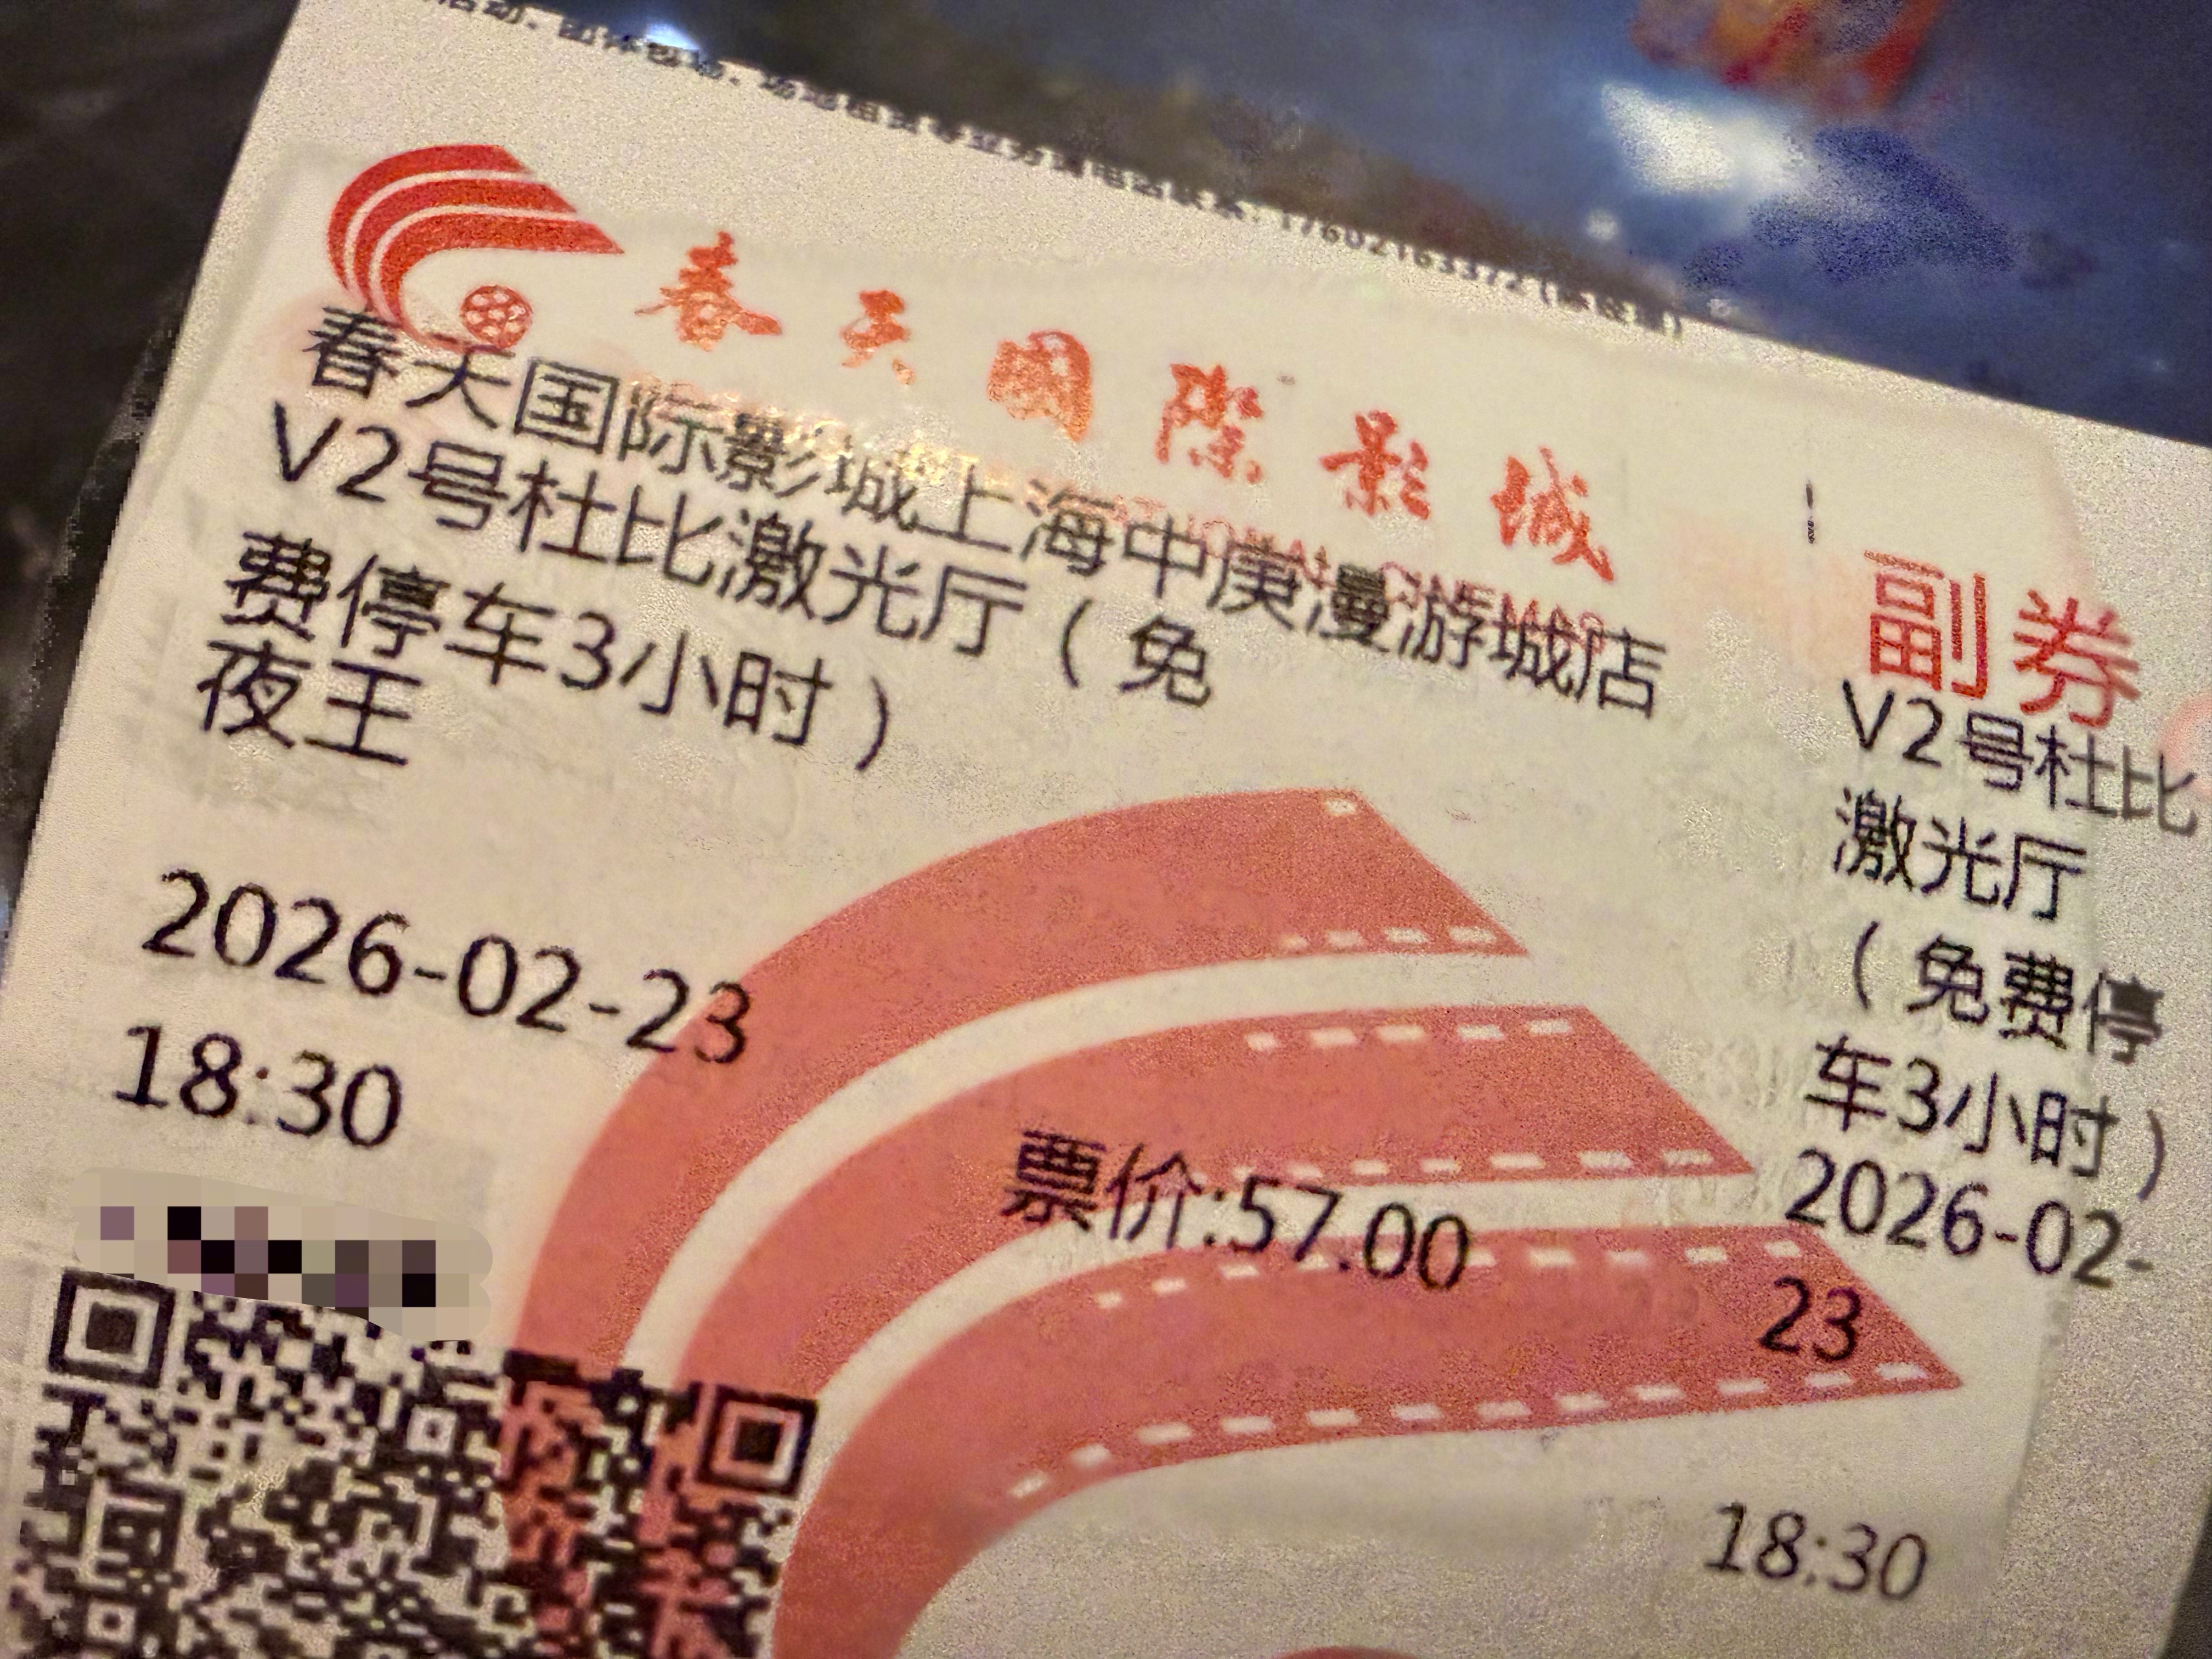 春天國際影城
春天国际影城上海中庚漫游城店
V2号杜比激光厅（免
费停车3小时）
夜王
2026-02-23
18:30
票价:57.00
副券
V2号杜比
激光厅
（免费停
车3小时）
2026-02-
23
18:30